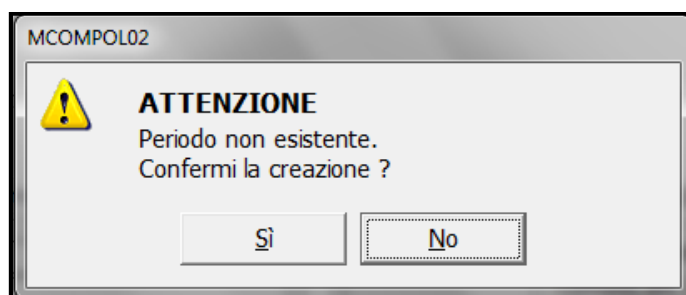 MCOMPOL02
ATTENZIONE
Periodo non esistente.
Confermi la creazione ?
Sì
No